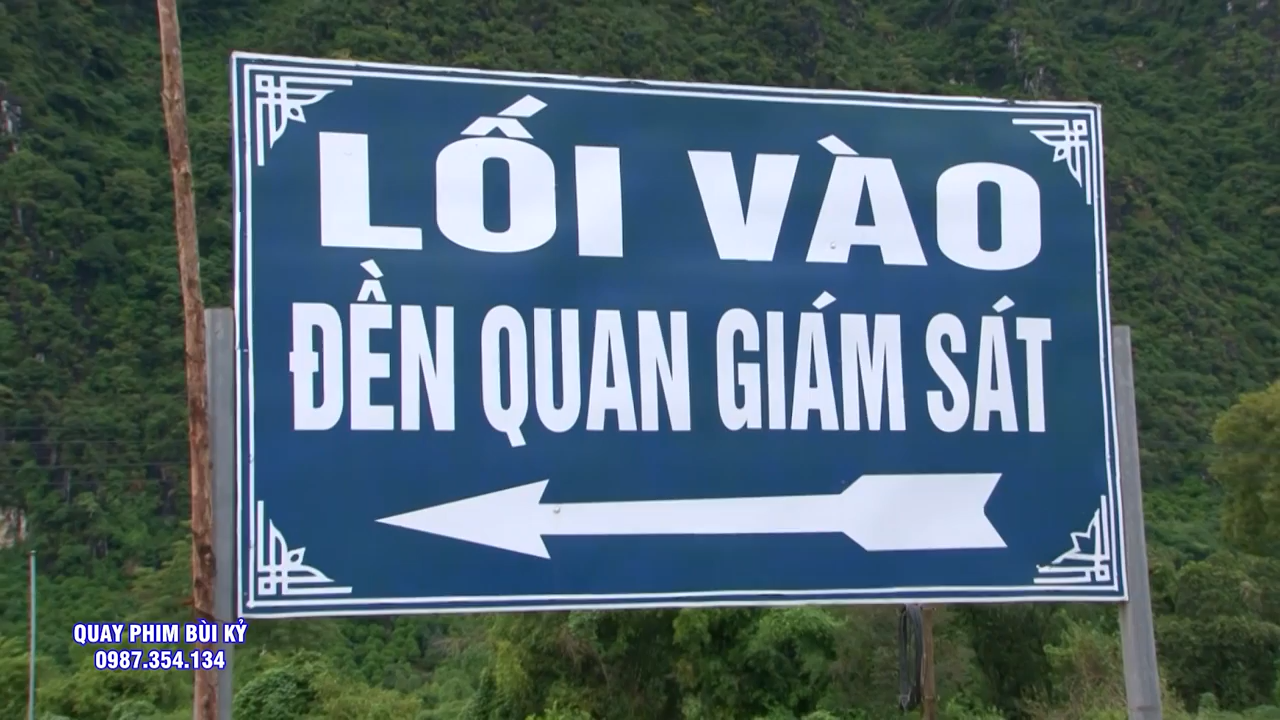 LỐI VÀO
ĐỀN QUAN GIÁM SÁT
QUAY PHIM BÙI KỶ
0987.354.134